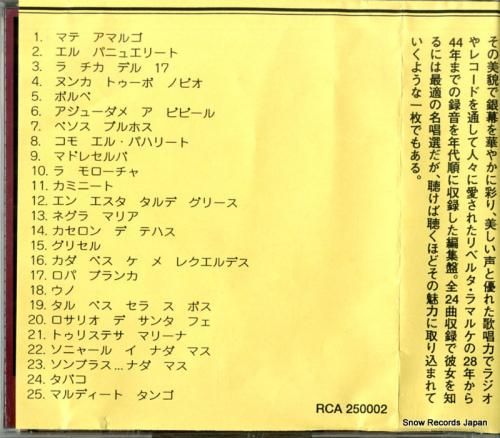 1. マテ アマルゴ
2. エル パニュエリート
3. ラ チカ デル 17
4. ヌンカ トゥーボ ノビオ
5. ボルベ
6. アジューダメ ア ビビール
7. ベソス ブルホス
8. コモ エル・パハリート
9. マドレセルバ
10. ラ モローチャ
11. カミニート
12. エン エスタ タルデ グリース
13. ネグラ マリア
14. カセロン デ テハス
15. グリセル
16. カダ ベス ケ メ レクエルデス
17. ロパ ブランカ
18. ウノ
19. タル ベス セラ ス ボス
20. ロサリオ デ サンタ フェ
21. トゥリステサ マリーナ
22. ソニャール イ ナダ マス
23. ソンブラス...ナダ マス
24. タバコ
25. マルディート タンゴ
RCA 250002
その美貌で銀幕を華やかに彩り、美しい声と優れた歌唱力でラジオ
やレコードを通して人々に愛されたリベルタ・ラマルケの28年から
44年までの録音を年代順に収録した編集盤。全24曲収録で彼女を知
るには最適の名唱選だが、聴けば聴くほどその魅力に取り込まれて
いくような一枚でもある。
Snow Records Japan
www.snowrecords.jp